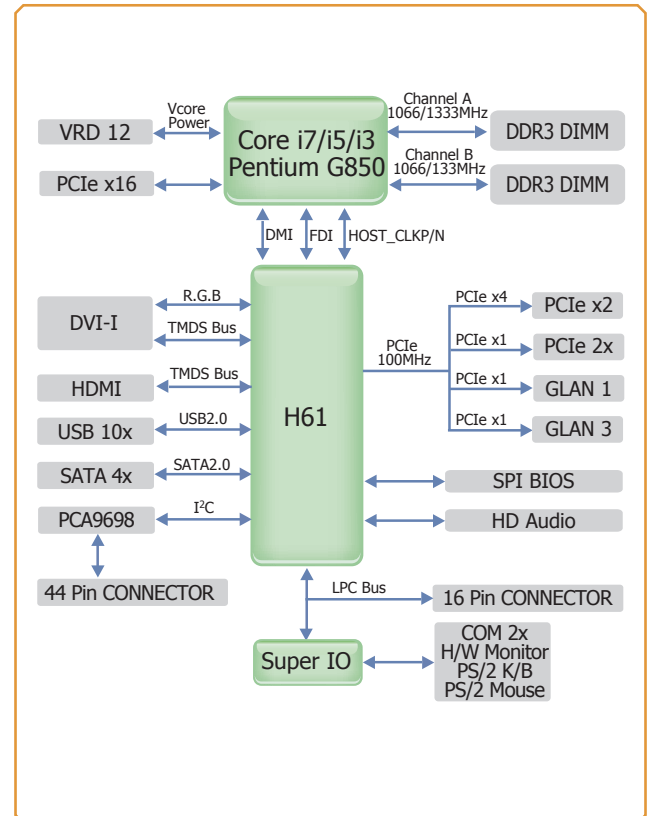 Vcore
Power
VRD 12
PCIe x16
Core i7/i5/i3
Pentium G850
Channel A
1066/1333MHz
DDR3 DIMM
Channel B
1066/133MHz
DDR3 DIMM
DMI
FDI
HOST_CLKP/N
R.G.B
DVI-I
TMDS Bus
TMDS Bus
HDMI
USB2.0
USB 10x
SATA2.0
SATA 4x
I²C
PCA9698
44 Pin CONNECTOR
H61
PCIe
100MHz
PCIe x4
PCIe x2
PCIe x1
PCIe 2x
PCIe x1
GLAN 1
PCIe x1
GLAN 3
SPI BIOS
HD Audio
LPC Bus
16 Pin CONNECTOR
Super IO
COM 2x
H/W Monitor
PS/2 K/B
PS/2 Mouse